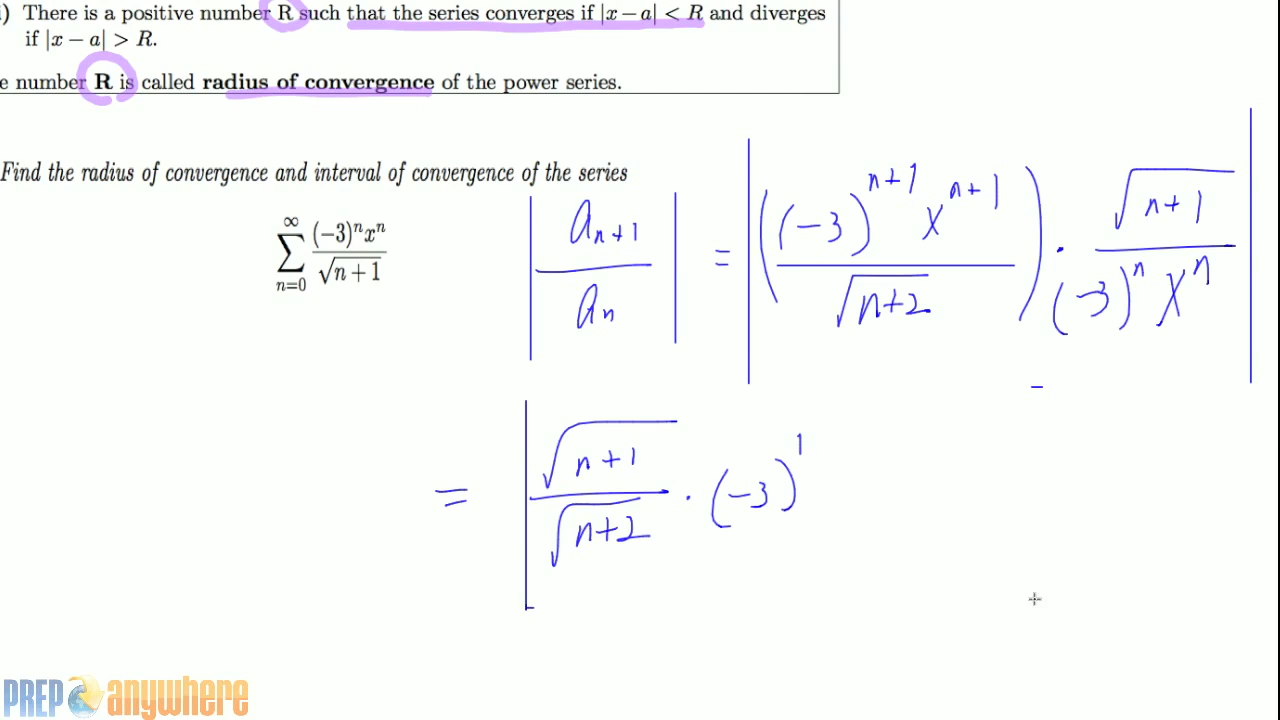 ) There is a positive number R such that the series converges if |x − a| < R and diverges
if |x − a| > R.
e number R is called radius of convergence of the power series.
Find the radius of convergence and interval of convergence of the series
∑_{n=0}^{∞} (−3)^n x^n / √(n+1)
| a_{n+1} / a_n | = | ( (−3)^{n+1} x^{n+1} / √(n+2) ) · √(n+1) / ( (−3)^n x^n ) |
= | √(n+1) / √(n+2) · (−3)^1
PREP anywhere